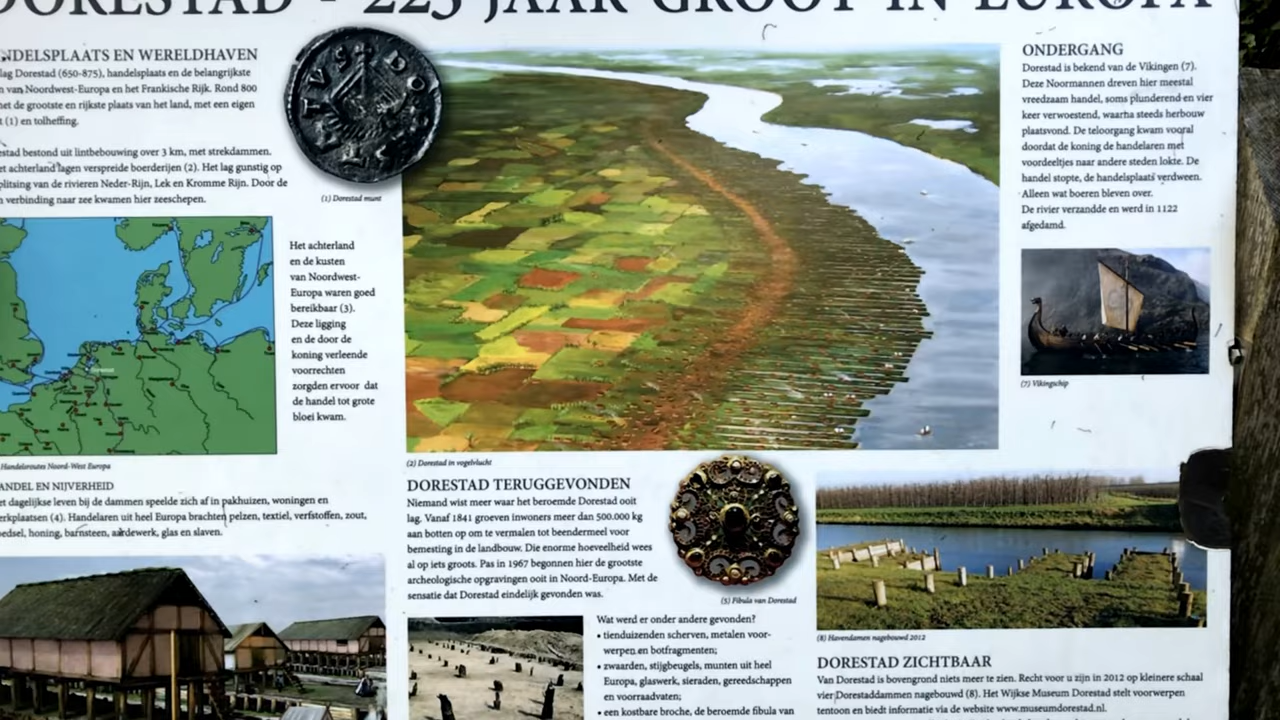 DORESTAD - 225 JAAR GROOT IN EUROPA
NDELSPLAATS EN WERELDHAVEN
lag Dorestad (650-875), handelsplaats en de belangrijkste
n van Noordwest-Europa en het Frankische Rijk. Rond 800
het de grootste en rijkste plaats van het land, met een eigen
t (1) en tolheffing.
estad bestond uit lintbebouwing over 3 km, met strekdammen.
et achterland lagen verspreide boerderijen (2). Het lag gunstig op
plitsing van de rivieren Neder-Rijn, Lek en Kromme Rijn. Door de
n verbinding naar zee kwamen hier zeeschepen.
(1) Dorestad munt
Het achterland
en de kusten
van Noordwest-
Europa waren goed
bereikbaar (3).
Deze ligging
en de door de
koning verleende
voorrechten
zorgden ervoor dat
de handel tot grote
bloei kwam.
Handelsroutes Noord-West Europa
ANDEL EN NIJVERHEID
et dagelijkse leven bij de dammen speelde zich af in pakhuizen, woningen en
erkplaatsen (4). Handelaren uit heel Europa brachten pelzen, textiel, verfstoffen, zout,
edsel, honing, barnsteen, aardewerk, glas en slaven.
(2) Dorestad in vogelvlucht
DORESTAD TERUGGEVONDEN
Niemand wist meer waar het beroemde Dorestad ooit
lag. Vanaf 1841 groeven inwoners meer dan 500.000 kg
aan botten op om te vermalen tot beendermeel voor
bemesting in de landbouw. Die enorme hoeveelheid wees
al op iets groots. Pas in 1967 begonnen hier de grootste
archeologische opgravingen ooit in Noord-Europa. Met de
sensatie dat Dorestad eindelijk gevonden was.
(5) Fibula van Dorestad
Wat werd er onder andere gevonden?
• tienduizenden scherven, metalen voor-
werpen en botfragmenten;
• zwaarden, stijgbeugels, munten uit heel
Europa, glaswerk, sieraden, gereedschappen
en voorraadvaten;
• een kostbare broche, de beroemde fibula van
ONDERGANG
Dorestad is bekend van de Vikingen (7).
Deze Noormannen dreven hier meestal
vreedzaam handel, soms plunderend en vier
keer verwoestend, waarna steeds herbouw
plaatsvond. De teloorgang kwam vooral
doordat de koning de handelaren met
voordeeltjes naar andere steden lokte. De
handel stopte, de handelsplaats verdween.
Alleen wat boeren bleven over.
De rivier verzandde en werd in 1122
afgedamd.
(7) Vikingschip
(8) Havendammen nagebouwd 2012
DORESTAD ZICHTBAAR
Van Dorestad is bovengrond niets meer te zien. Recht voor u zijn in 2012 op kleinere schaal
vier Dorestaddammen nagebouwd (8). Het Wijkse Museum Dorestad stelt voorwerpen
tentoon en biedt informatie via de website www.museumdorestad.nl.